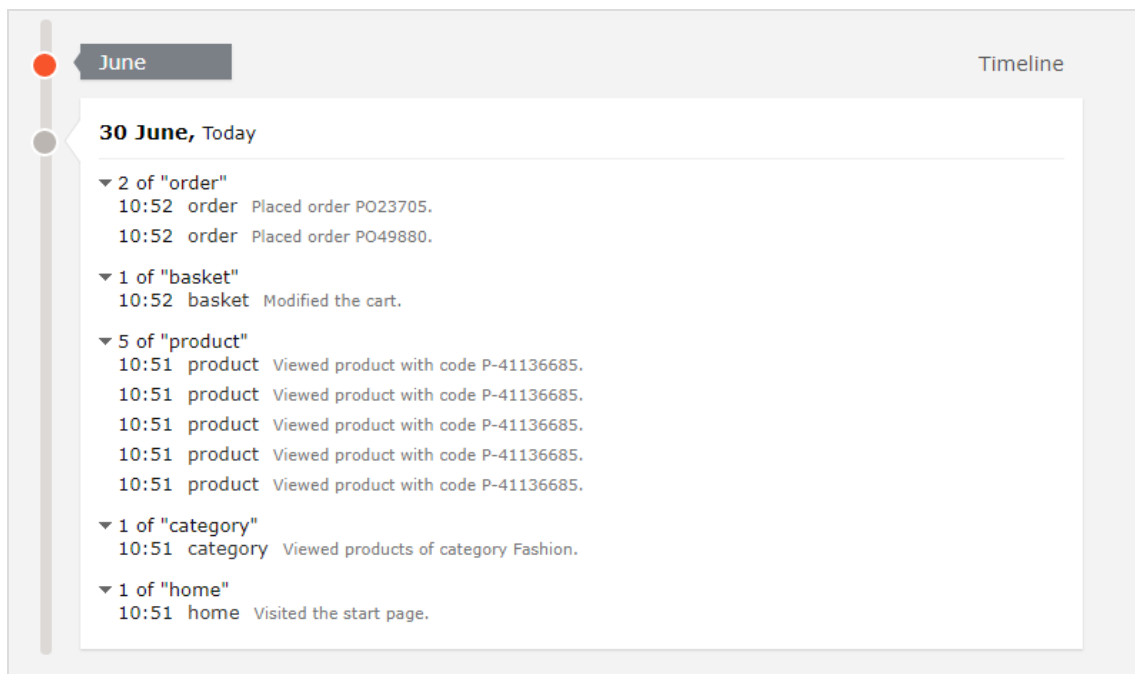 June
Timeline
30 June, Today
2 of "order"
10:52 order Placed order PO23705.
10:52 order Placed order PO49880.
1 of "basket"
10:52 basket Modified the cart.
5 of "product"
10:51 product Viewed product with code P-41136685.
10:51 product Viewed product with code P-41136685.
10:51 product Viewed product with code P-41136685.
10:51 product Viewed product with code P-41136685.
10:51 product Viewed product with code P-41136685.
1 of "category"
10:51 category Viewed products of category Fashion.
1 of "home"
10:51 home Visited the start page.